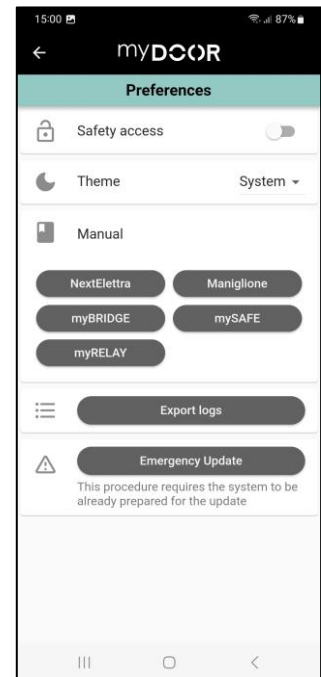 15:00 87%
myDOOR
Preferences
Safety access
Theme System
Manual
NextElettra Maniglione
myBRIDGE mySAFE
myRELAY
Export logs
Emergency Update
This procedure requires the system to be
already prepared for the update